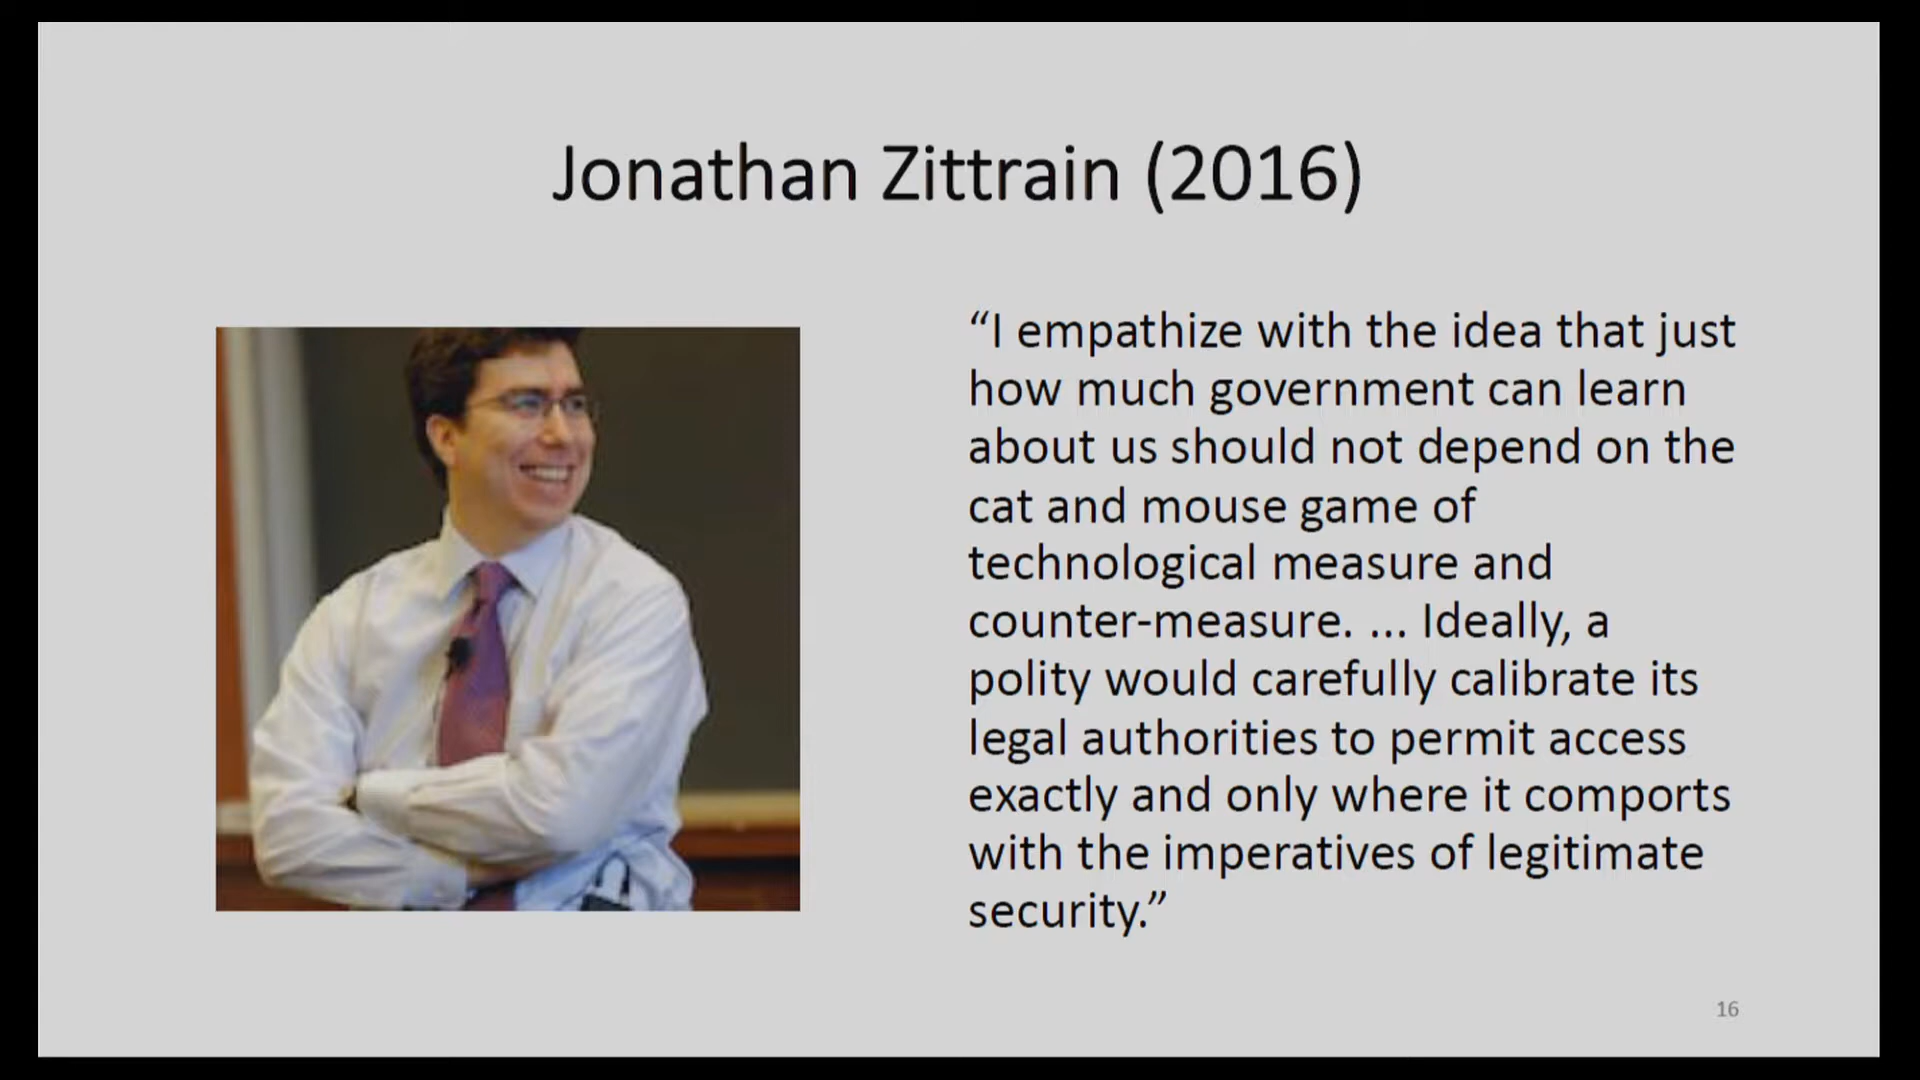 Jonathan Zittrain (2016)
“I empathize with the idea that just
how much government can learn
about us should not depend on the
cat and mouse game of
technological measure and
counter-measure. ... Ideally, a
polity would carefully calibrate its
legal authorities to permit access
exactly and only where it comports
with the imperatives of legitimate
security.”
16